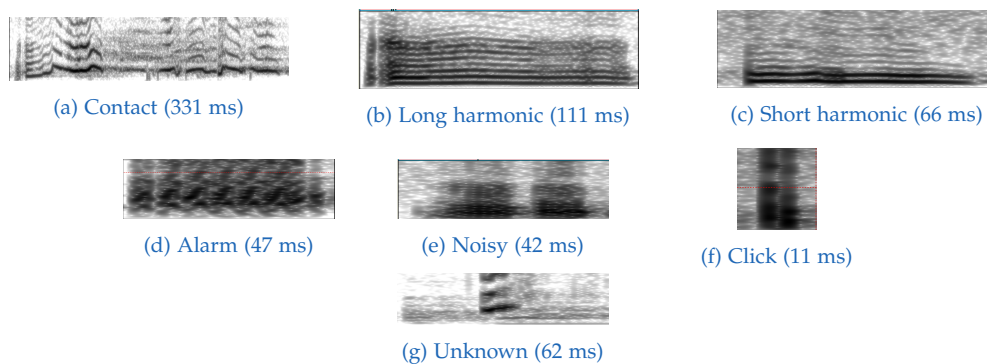 (a) Contact (331 ms)
(b) Long harmonic (111 ms)
(c) Short harmonic (66 ms)
(d) Alarm (47 ms)
(e) Noisy (42 ms)
(f) Click (11 ms)
(g) Unknown (62 ms)